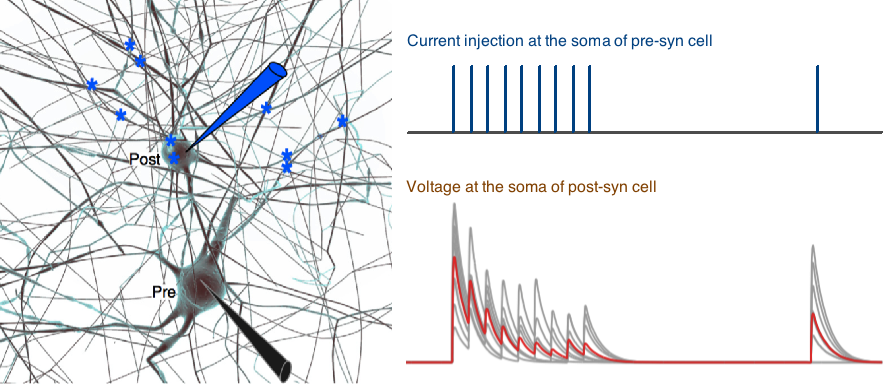 Current injection at the soma of pre-syn cell
Post
Voltage at the soma of post-syn cell
Pre